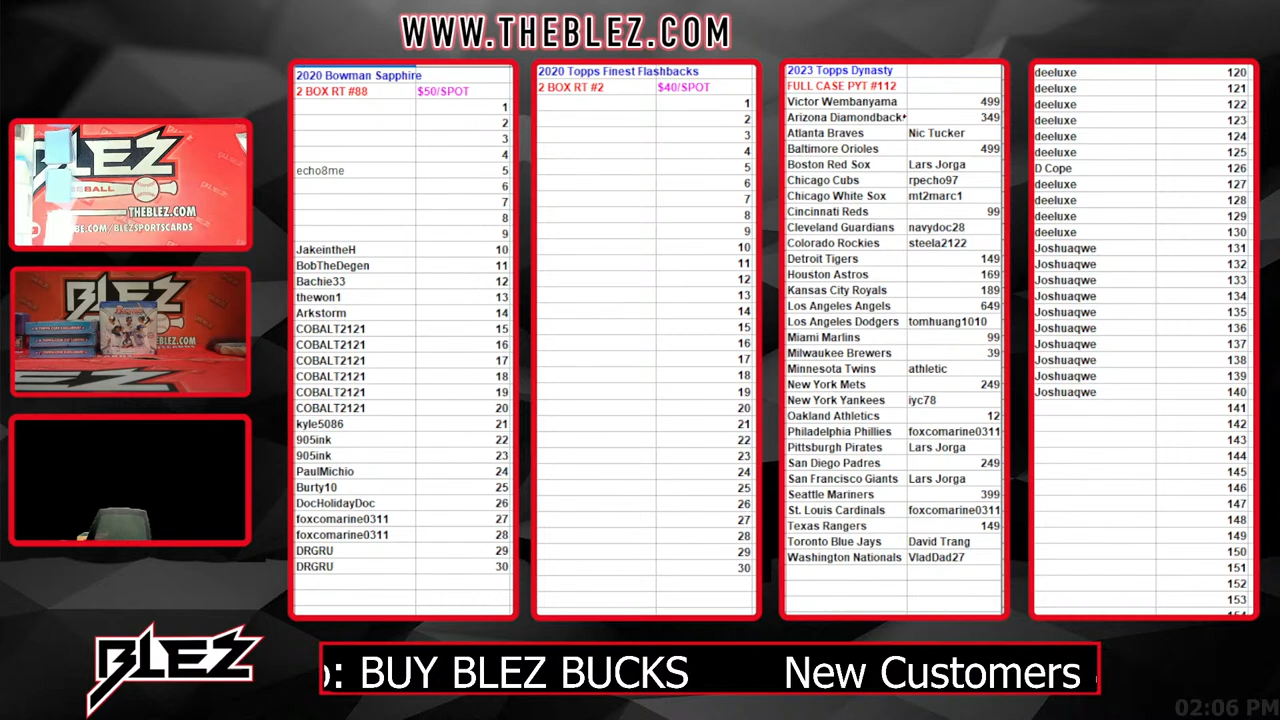 WWW.THEBLEZ.COM
2020 Bowman Sapphire
2 BOX RT #88 $50/SPOT
1
2
3
4
echo8me 5
6
7
8
9
JakeintheH 10
BobTheDegen 11
Bachie33 12
thewon1 13
Arkstorm 14
COBALT2121 15
COBALT2121 16
COBALT2121 17
COBALT2121 18
COBALT2121 19
COBALT2121 20
kyle5086 21
905ink 22
905ink 23
PaulMichio 24
Burty10 25
DocHolidayDoc 26
foxcomarine0311 27
foxcomarine0311 28
DRGRU 29
DRGRU 30
2020 Topps Finest Flashbacks
2 BOX RT #2 $40/SPOT
1
2
3
4
5
6
7
8
9
10
11
12
13
14
15
16
17
18
19
20
21
22
23
24
25
26
27
28
29
30
2023 Topps Dynasty
FULL CASE PYT #112
Victor Wembanyama 499
Arizona Diamondback 349
Atlanta Braves Nic Tucker
Baltimore Orioles 499
Boston Red Sox Lars Jorga
Chicago Cubs rpecho97
Chicago White Sox mt2marc1
Cincinnati Reds 99
Cleveland Guardians navydoc28
Colorado Rockies steela2122
Detroit Tigers 149
Houston Astros 169
Kansas City Royals 189
Los Angeles Angels 649
Los Angeles Dodgers tomhuang1010
Miami Marlins 99
Milwaukee Brewers 39
Minnesota Twins athletic
New York Mets 249
New York Yankees iyc78
Oakland Athletics 12
Philadelphia Phillies foxcomarine0311
Pittsburgh Pirates Lars Jorga
San Diego Padres 249
San Francisco Giants Lars Jorga
Seattle Mariners 399
St. Louis Cardinals foxcomarine0311
Texas Rangers 149
Toronto Blue Jays David Trang
Washington Nationals VladDad27
deeluxe 120
deeluxe 121
deeluxe 122
deeluxe 123
deeluxe 124
deeluxe 125
D Cope 126
deeluxe 127
deeluxe 128
deeluxe 129
deeluxe 130
Joshuaqwe 131
Joshuaqwe 132
Joshuaqwe 133
Joshuaqwe 134
Joshuaqwe 135
Joshuaqwe 136
Joshuaqwe 137
Joshuaqwe 138
Joshuaqwe 139
Joshuaqwe 140
141
142
143
144
145
146
147
148
149
150
151
152
153
BLEZ
THEBLEZ.COM
BE.COM/BLEZSPORTSCARDS
BLEZ
BLEZ
: BUY BLEZ BUCKS New Customers
02:06 PM